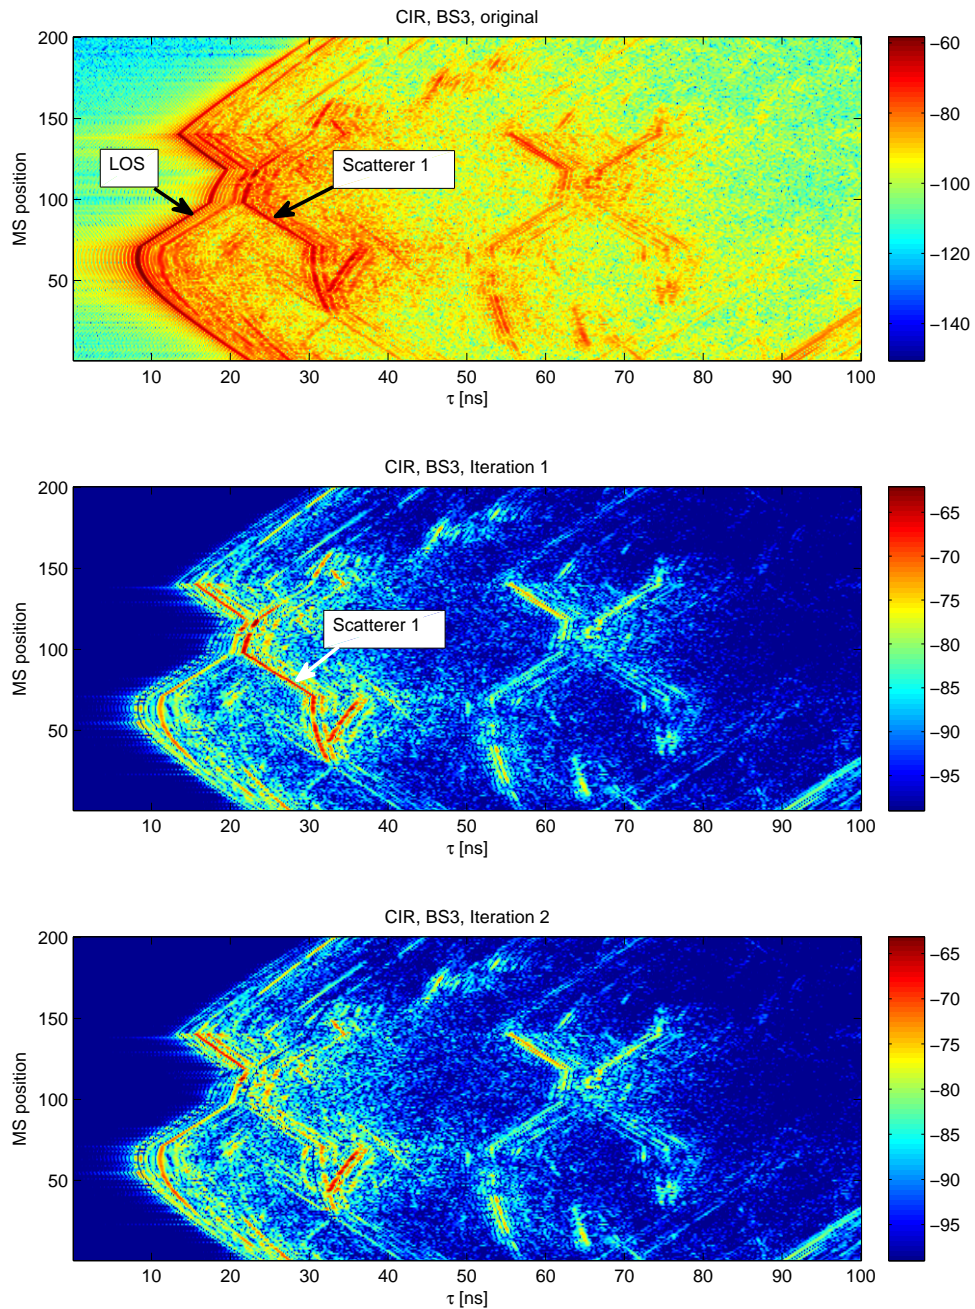 CIR, BS3, original
200
150
100
50
MS position
LOS
Scatterer 1
10 20 30 40 50 60 70 80 90 100
τ [ns]
−60
−80
−100
−120
−140
CIR, BS3, Iteration 1
200
150
100
50
MS position
Scatterer 1
10 20 30 40 50 60 70 80 90 100
τ [ns]
−65
−70
−75
−80
−85
−90
−95
CIR, BS3, Iteration 2
200
150
100
50
MS position
10 20 30 40 50 60 70 80 90 100
τ [ns]
−65
−70
−75
−80
−85
−90
−95